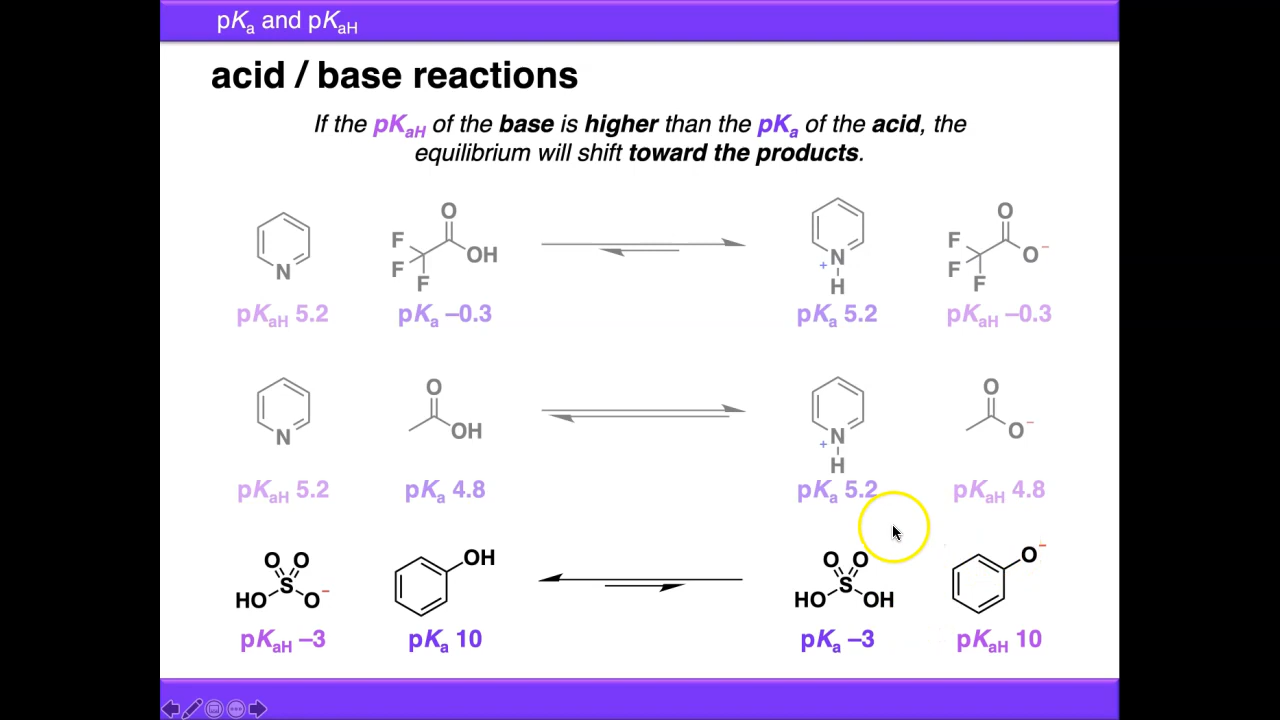 pKa and pKaH
acid / base reactions
If the pKaH of the base is higher than the pKa of the acid, the
equilibrium will shift toward the products.
N
O
F
F
F
OH
N
+
H
O
F
F
F
O−
pKaH 5.2
pKa –0.3
pKa 5.2
pKaH –0.3
N
O
OH
N
+
H
O
O−
pKaH 5.2
pKa 4.8
pKa 5.2
pKaH 4.8
O O
S
HO O−
OH
O O
S
HO OH
O−
pKaH –3
pKa 10
pKa –3
pKaH 10